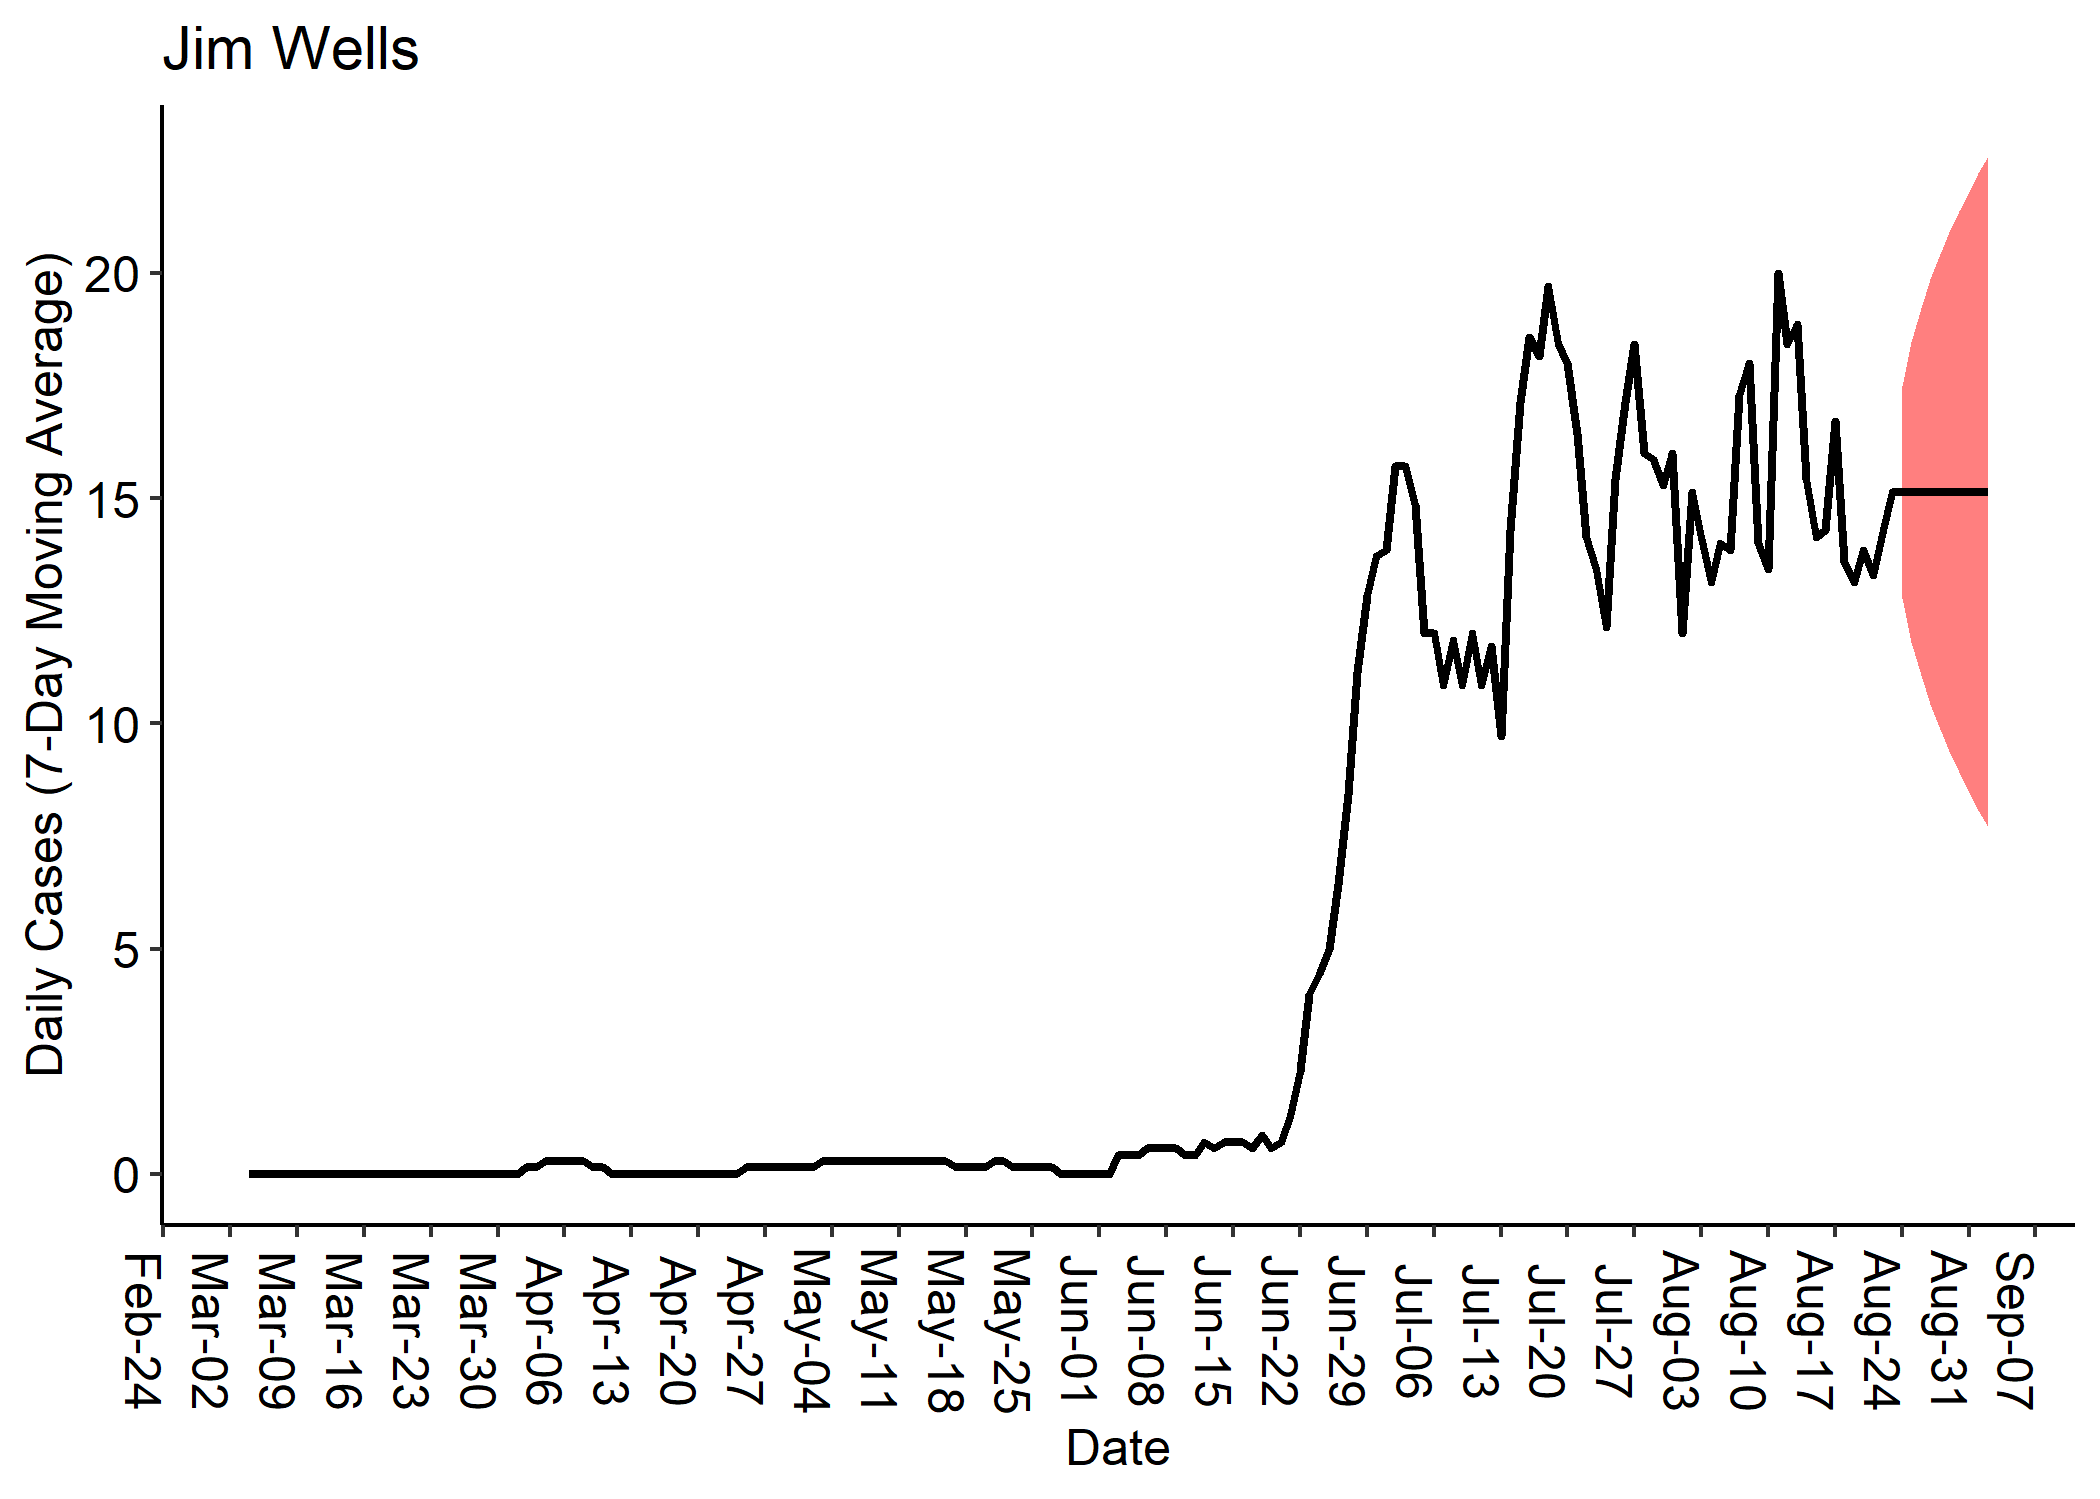 Jim Wells
Daily Cases (7-Day Moving Average)
20
15
10
5
0
Feb-24
Mar-02
Mar-09
Mar-16
Mar-23
Mar-30
Apr-06
Apr-13
Apr-20
Apr-27
May-04
May-11
May-18
May-25
Jun-01
Jun-08
Jun-15
Jun-22
Jun-29
Jul-06
Jul-13
Jul-20
Jul-27
Aug-03
Aug-10
Aug-17
Aug-24
Aug-31
Sep-07
Date